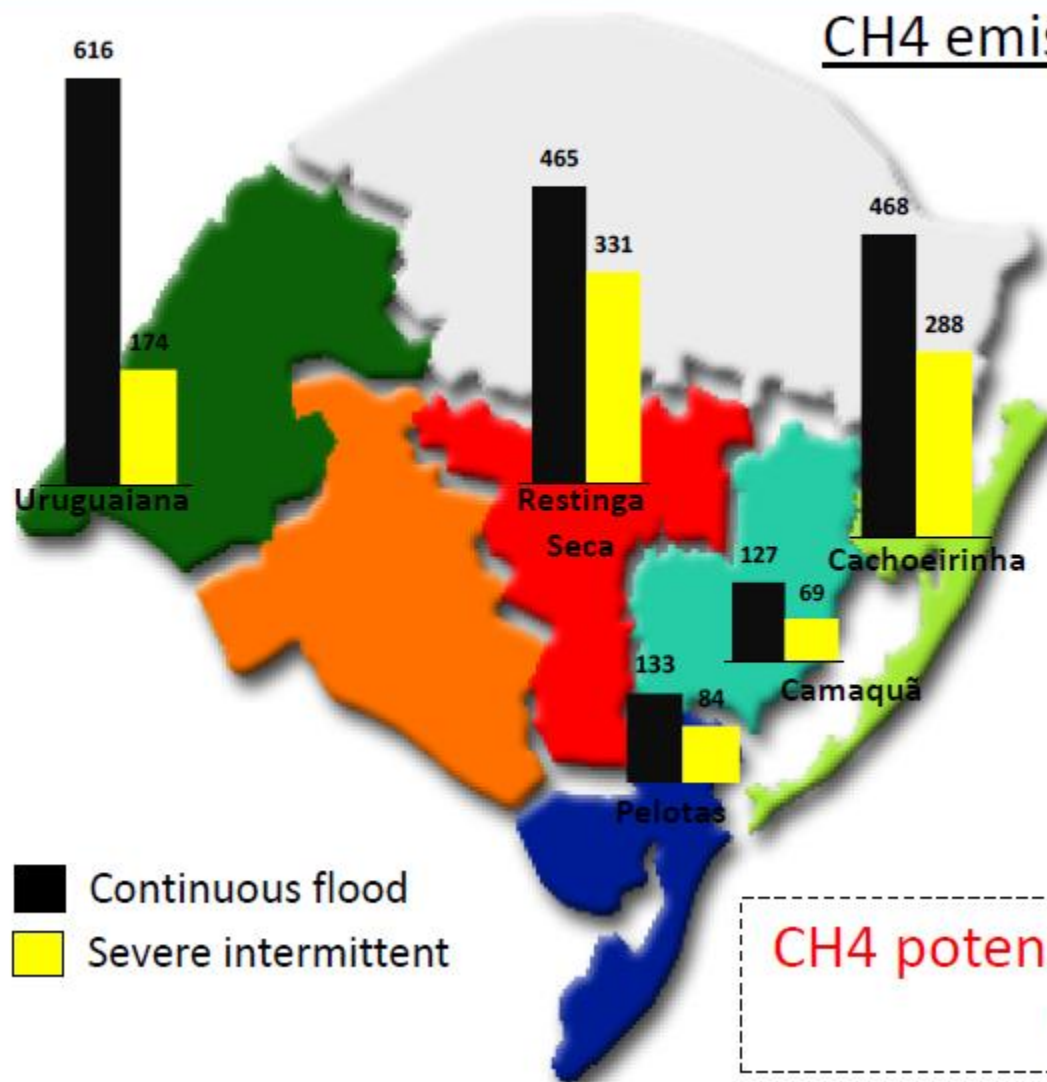 CH4 emis
616
174
Uruguaiana
465
331
Restinga
Seca
468
288
Cachoeirinha
127
69
Camaquã
133
84
Pelotas
Continuous flood
Severe intermittent
CH4 poten